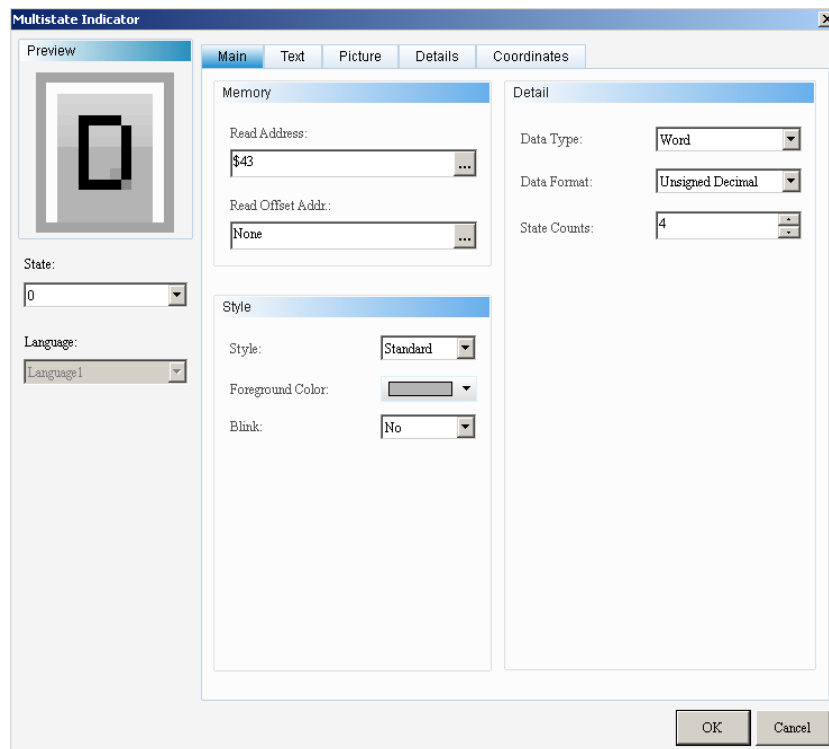 Multistate Indicator
Preview
D
State:
0
Language:
Language1
Main
Text
Picture
Details
Coordinates
Memory
Read Address:
$43
...
Read Offset Addr.:
None
...
Style
Style:
Standard
Foreground Color:
Blink:
No
Detail
Data Type:
Word
Data Format:
Unsigned Decimal
State Counts:
4
OK
Cancel